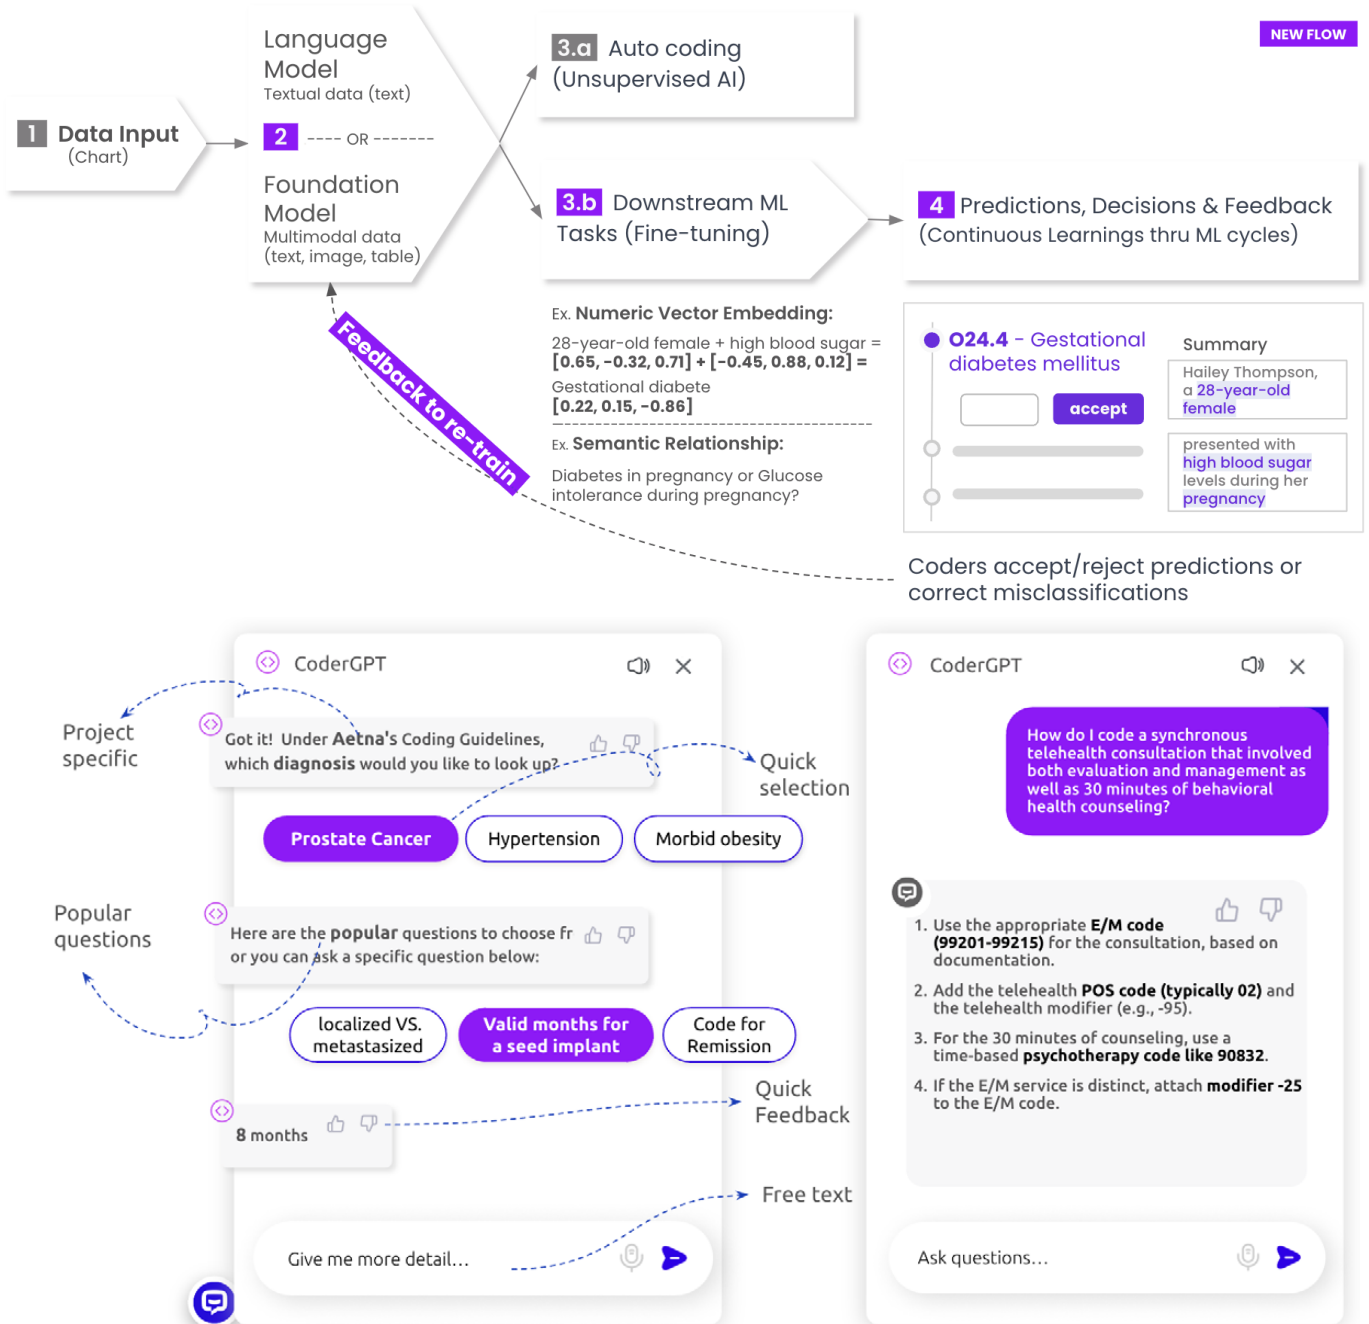 NEW FLOW
1 Data Input
(Chart)
Language
Model
Textual data (text)
2 ---- OR -------
Foundation
Model
Multimodal data
(text, image, table)
3.a Auto coding
(Unsupervised AI)
3.b Downstream ML
Tasks (Fine-tuning)
4 Predictions, Decisions & Feedback
(Continuous Learnings thru ML cycles)
Feedback to re-train
Ex. Numeric Vector Embedding:
28-year-old female + high blood sugar =
[0.65, -0.32, 0.71] + [-0.45, 0.88, 0.12] =
Gestational diabete
[0.22, 0.15, -0.86]
Ex. Semantic Relationship:
Diabetes in pregnancy or Glucose
intolerance during pregnancy?
O24.4 - Gestational
diabetes mellitus
accept
Summary
Hailey Thompson,
a 28-year-old
female
presented with
high blood sugar
levels during her
pregnancy
Coders accept/reject predictions or
correct misclassifications
CoderGPT
Project
specific
Got it! Under Aetna's Coding Guidelines,
which diagnosis would you like to look up?
Quick
selection
Prostate Cancer
Hypertension
Morbid obesity
Popular
questions
Here are the popular questions to choose fr
or you can ask a specific question below:
localized VS.
metastasized
Valid months for
a seed implant
Code for
Remission
Quick
Feedback
8 months
Free text
Give me more detail...
CoderGPT
How do I code a synchronous
telehealth consultation that involved
both evaluation and management as
well as 30 minutes of behavioral
health counseling?
1. Use the appropriate E/M code
(99201-99215) for the consultation, based on
documentation.
2. Add the telehealth POS code (typically 02) and
the telehealth modifier (e.g., -95).
3. For the 30 minutes of counseling, use a
time-based psychotherapy code like 90832.
4. If the E/M service is distinct, attach modifier -25
to the E/M code.
Ask questions...